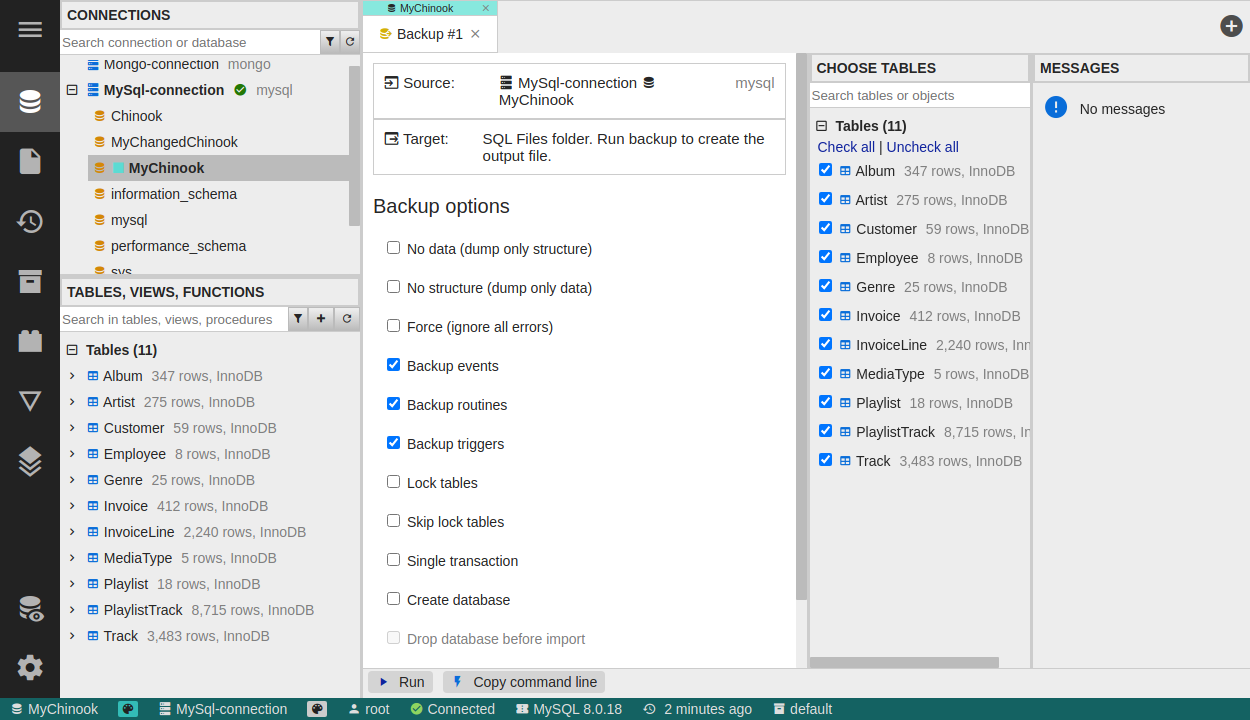 CONNECTIONS
Search connection or database
Mongo-connection mongo
MySql-connection mysql
Chinook
MyChangedChinook
MyChinook
information_schema
mysql
performance_schema
sys
TABLES, VIEWS, FUNCTIONS
Search in tables, views, procedures
Tables (11)
Album 347 rows, InnoDB
Artist 275 rows, InnoDB
Customer 59 rows, InnoDB
Employee 8 rows, InnoDB
Genre 25 rows, InnoDB
Invoice 412 rows, InnoDB
InvoiceLine 2,240 rows, InnoDB
MediaType 5 rows, InnoDB
Playlist 18 rows, InnoDB
PlaylistTrack 8,715 rows, InnoDB
Track 3,483 rows, InnoDB
MyChinook
Backup #1
Source: MySql-connection mysql
MyChinook
Target: SQL Files folder. Run backup to create the
output file.
Backup options
No data (dump only structure)
No structure (dump only data)
Force (ignore all errors)
Backup events
Backup routines
Backup triggers
Lock tables
Skip lock tables
Single transaction
Create database
Drop database before import
Run Copy command line
CHOOSE TABLES
Search tables or objects
Tables (11)
Check all | Uncheck all
Album 347 rows, InnoDB
Artist 275 rows, InnoDB
Customer 59 rows, InnoDB
Employee 8 rows, InnoDB
Genre 25 rows, InnoDB
Invoice 412 rows, InnoDB
InvoiceLine 2,240 rows, Inn
MediaType 5 rows, InnoDB
Playlist 18 rows, InnoDB
PlaylistTrack 8,715 rows, In
Track 3,483 rows, InnoDB
MESSAGES
No messages
MyChinook MySql-connection root Connected MySQL 8.0.18 2 minutes ago default